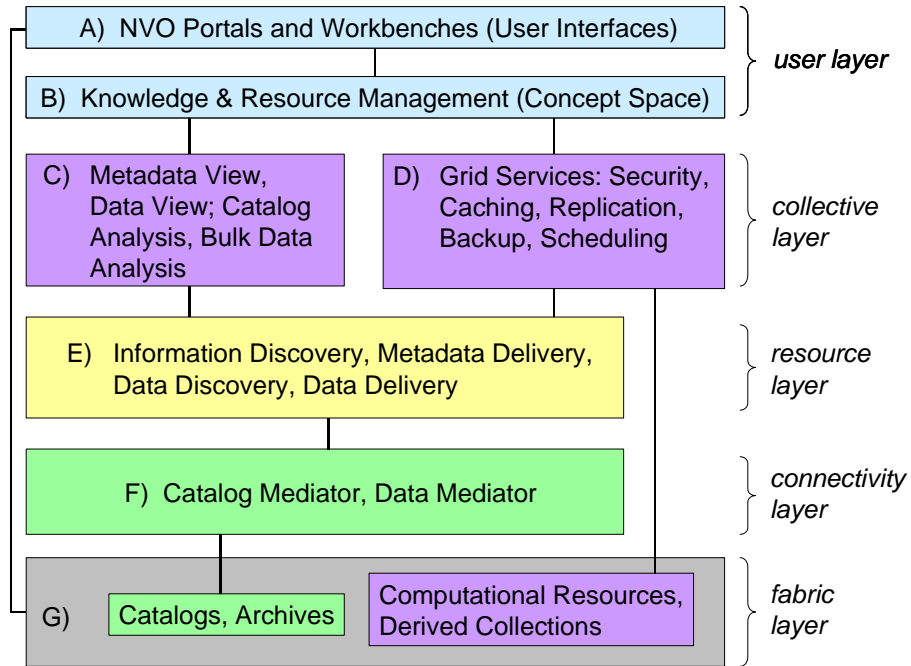 A) NVO Portals and Workbenches (User Interfaces)
user layer
B) Knowledge & Resource Management (Concept Space)
C) Metadata View,
Data View; Catalog
Analysis, Bulk Data
Analysis
D) Grid Services: Security,
Caching, Replication,
Backup, Scheduling
collective
layer
E) Information Discovery, Metadata Delivery,
Data Discovery, Data Delivery
resource
layer
F) Catalog Mediator, Data Mediator
connectivity
layer
G)
Catalogs, Archives
Computational Resources,
Derived Collections
fabric
layer